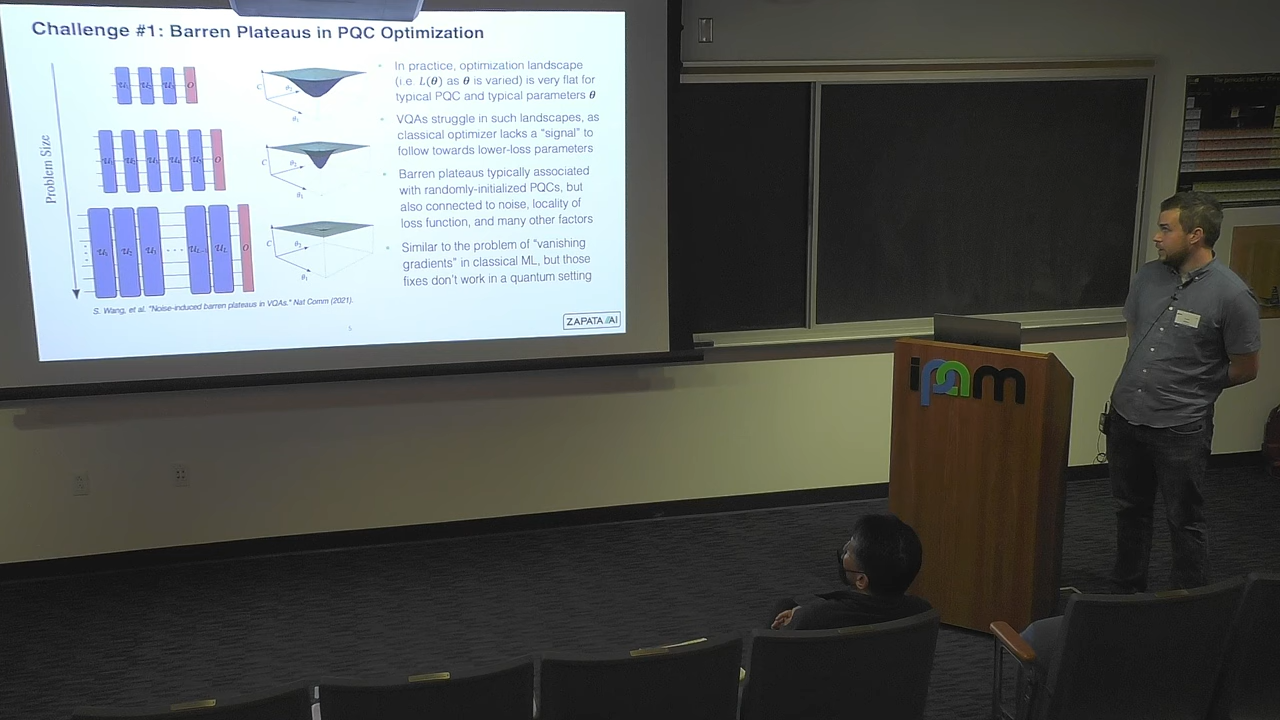 Challenge #1: Barren Plateaus in PQC Optimization
Problem Size
In practice, optimization landscape
(i.e. L(θ) as θ is varied) is very flat for
typical PQC and typical parameters θ
VQAs struggle in such landscapes, as
classical optimizer lacks a "signal" to
follow towards lower-loss parameters
Barren plateaus typically associated
with randomly-initialized PQCs, but
also connected to noise, locality of
loss function, and many other factors
Similar to the problem of "vanishing
gradients" in classical ML, but those
fixes don't work in a quantum setting
S. Wang, et al. "Noise-induced barren plateaus in VQAs." Nat Comm (2021).
5
ZAPATA AI
ipam